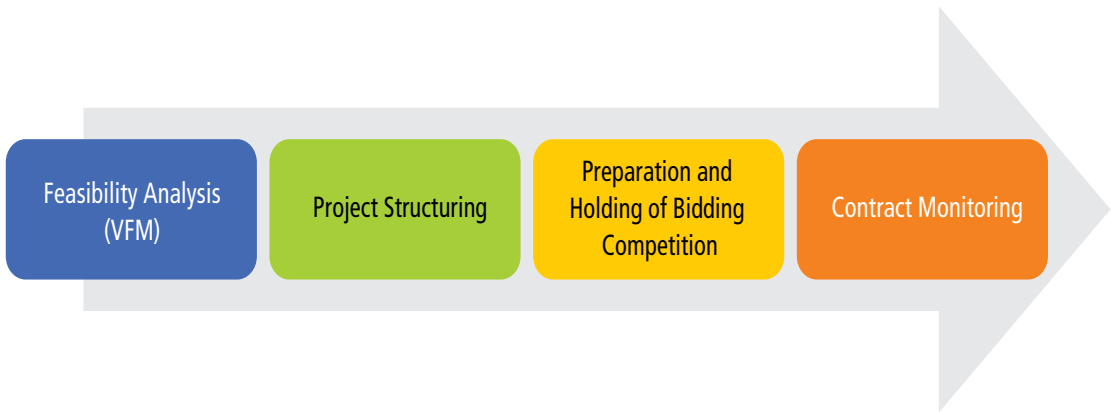 Feasibility Analysis
(VFM)
Project Structuring
Preparation and
Holding of Bidding
Competition
Contract Monitoring